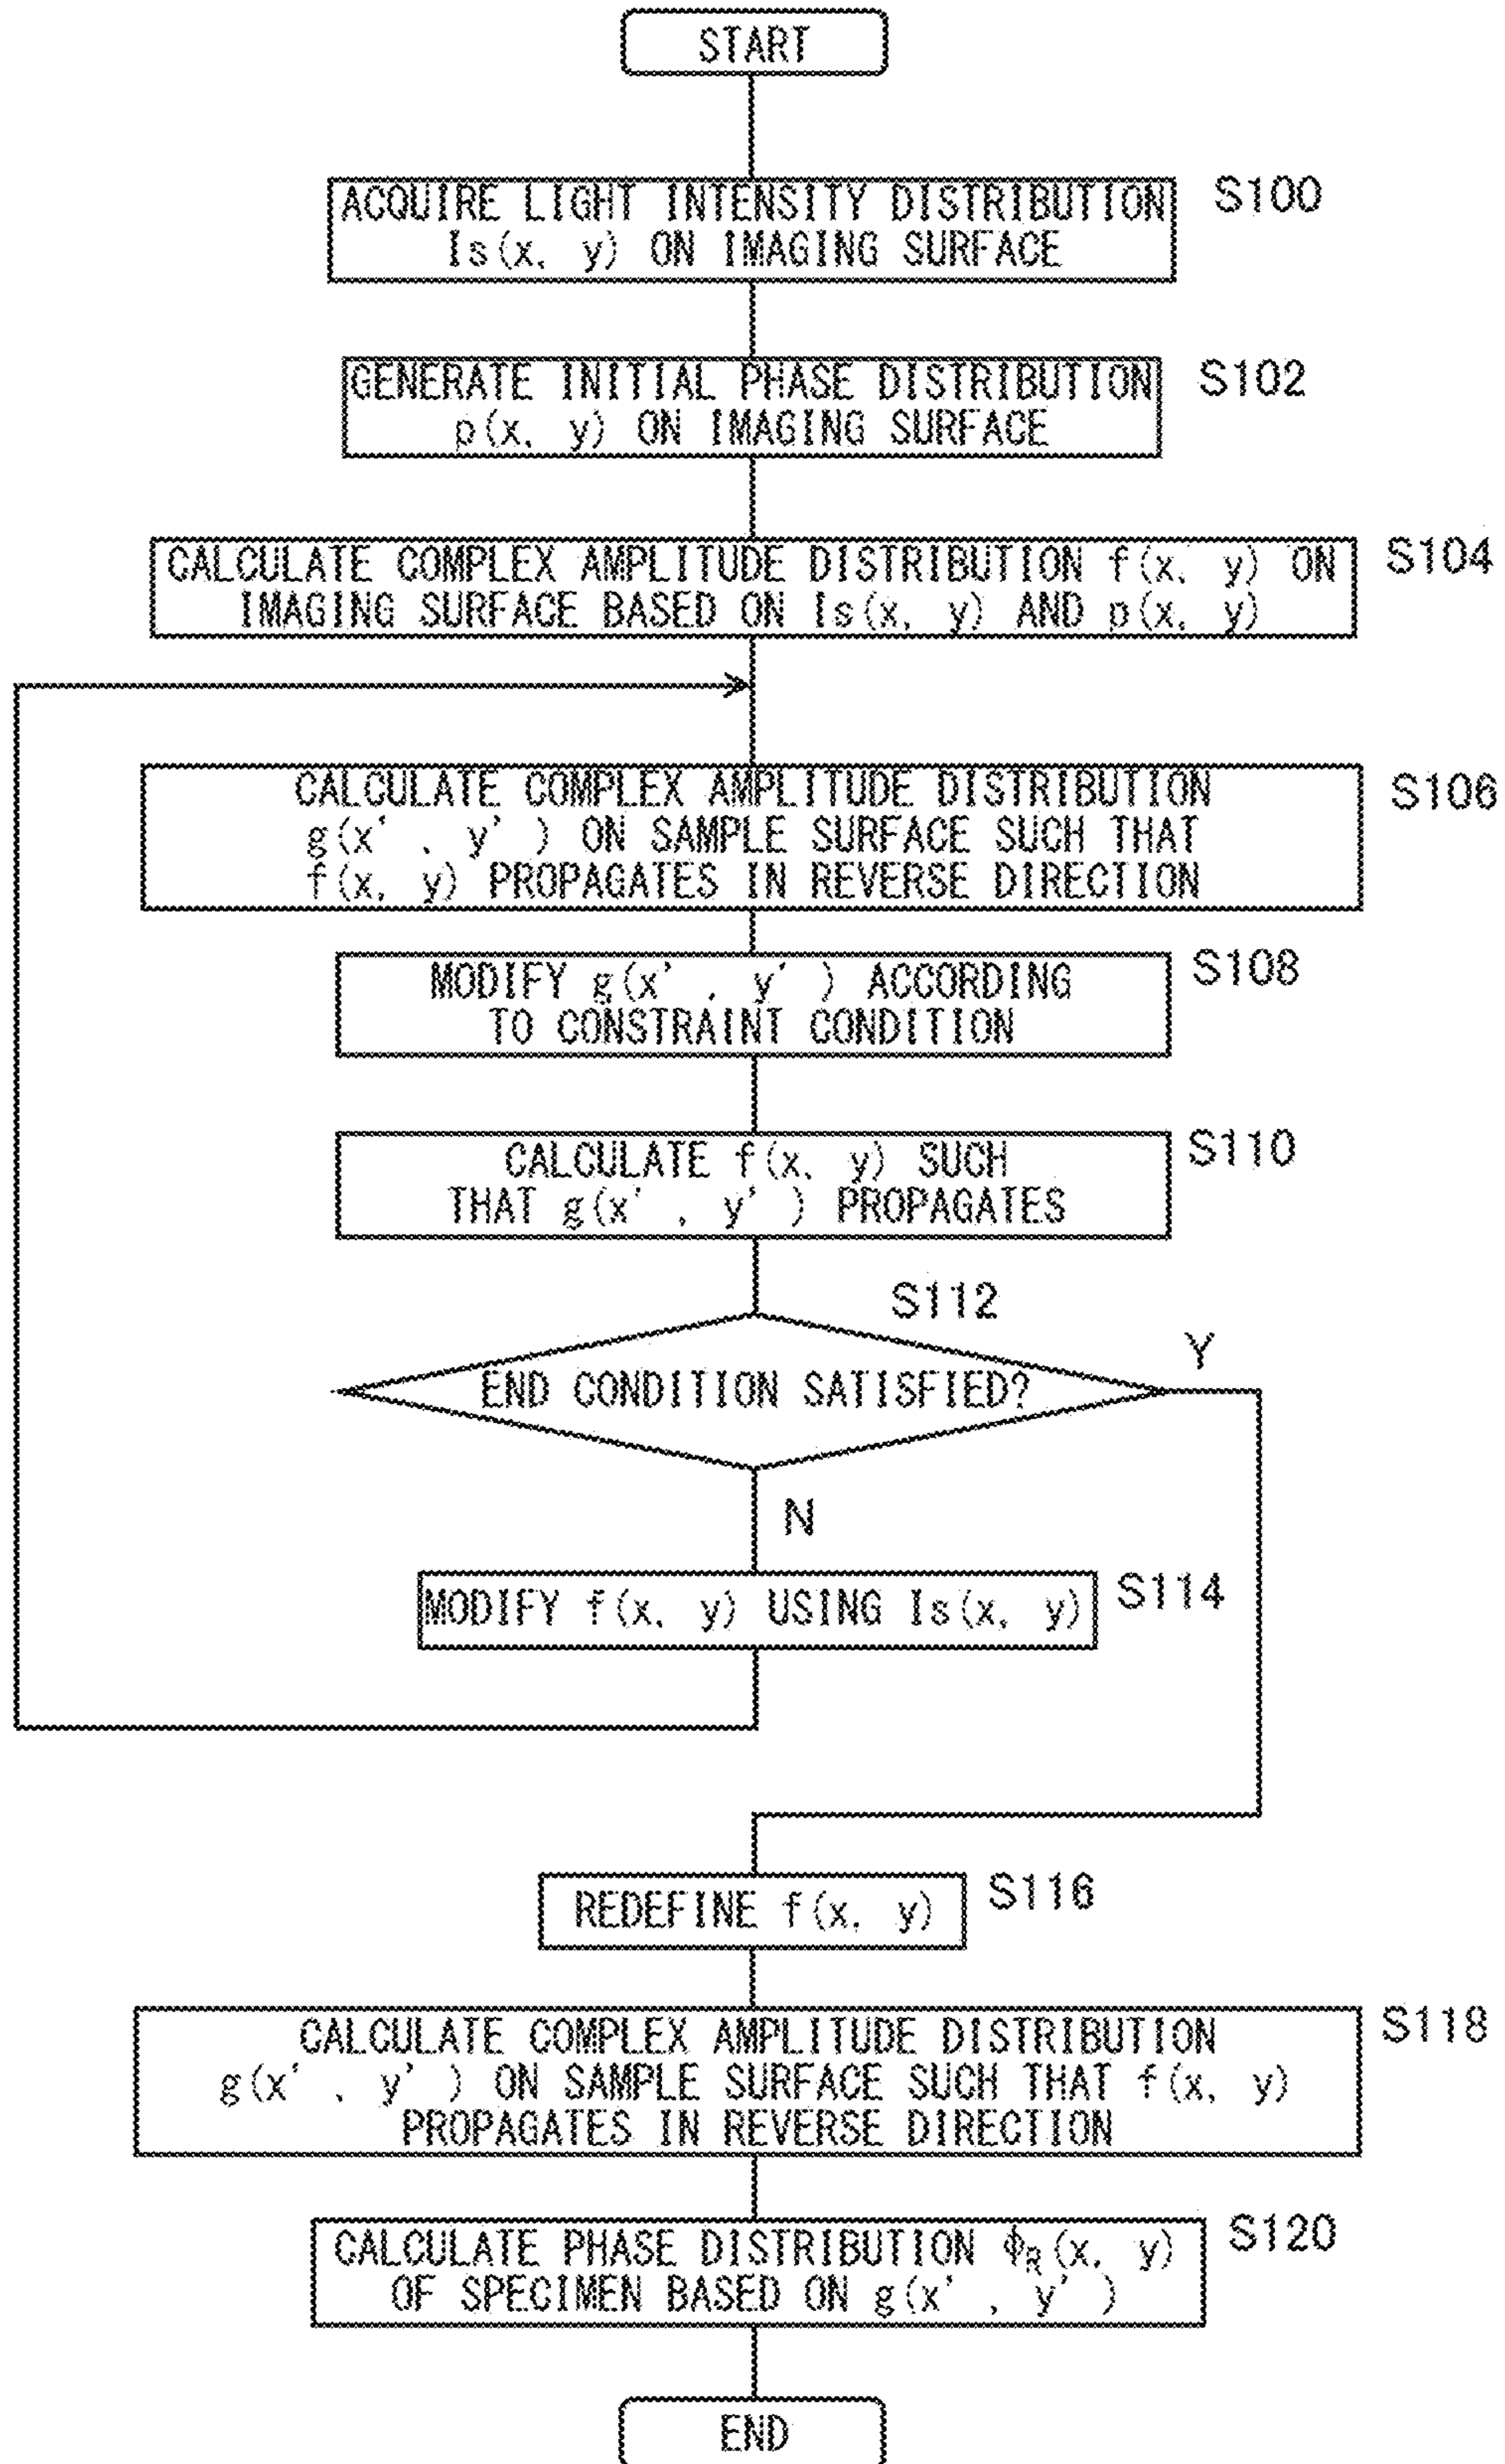 START
ACQUIRE LIGHT INTENSITY DISTRIBUTION
Is(x, y) ON IMAGING SURFACE
S100
GENERATE INITIAL PHASE DISTRIBUTION
p(x, y) ON IMAGING SURFACE
S102
CALCULATE COMPLEX AMPLITUDE DISTRIBUTION f(x, y) ON
IMAGING SURFACE BASED ON Is(x, y) AND p(x, y)
S104
CALCULATE COMPLEX AMPLITUDE DISTRIBUTION
g(x' , y' ) ON SAMPLE SURFACE SUCH THAT
f(x, y) PROPAGATES IN REVERSE DIRECTION
S106
MODIFY g(x' , y' ) ACCORDING
TO CONSTRAINT CONDITION
S108
CALCULATE f(x, y) SUCH
THAT g(x' , y' ) PROPAGATES
S110
S112
END CONDITION SATISFIED?
Y
N
MODIFY f(x, y) USING Is(x, y)
S114
REDEFINE f(x, y)
S116
CALCULATE COMPLEX AMPLITUDE DISTRIBUTION
g(x' , y' ) ON SAMPLE SURFACE SUCH THAT f(x, y)
PROPAGATES IN REVERSE DIRECTION
S118
CALCULATE PHASE DISTRIBUTION ϕR(x, y)
OF SPECIMEN BASED ON g(x' , y' )
S120
END